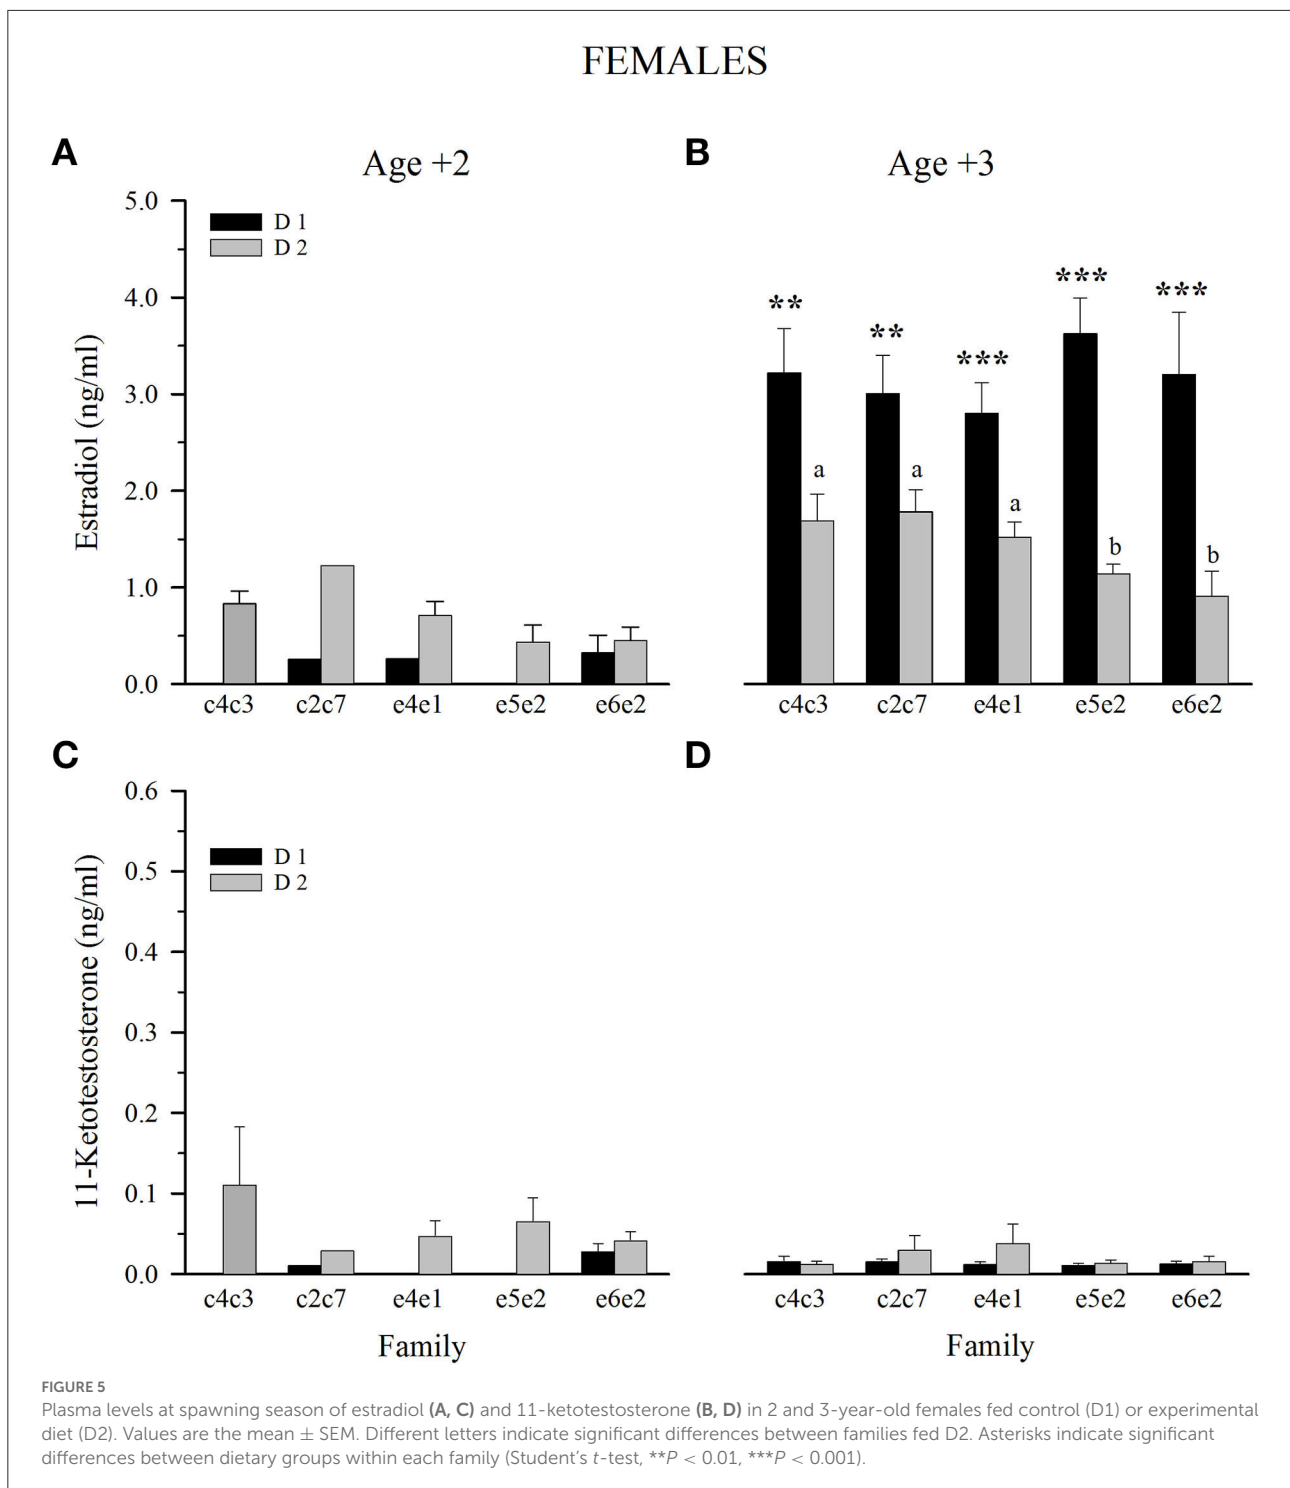 FEMALES
A
Age +2
B
Age +3
5.0
4.0
3.0
2.0
1.0
0.0
Estradiol (ng/ml)
D 1
D 2
c4c3
c2c7
e4e1
e5e2
e6e2
**
**
***
***
***
a
a
a
b
b
c4c3
c2c7
e4e1
e5e2
e6e2
C
D
0.6
0.5
0.4
0.3
0.2
0.1
0.0
11-Ketotestosterone (ng/ml)
D 1
D 2
c4c3
c2c7
e4e1
e5e2
e6e2
Family
c4c3
c2c7
e4e1
e5e2
e6e2
Family
FIGURE 5
Plasma levels at spawning season of estradiol (A, C) and 11-ketotestosterone (B, D) in 2 and 3-year-old females fed control (D1) or experimental
diet (D2). Values are the mean ± SEM. Different letters indicate significant differences between families fed D2. Asterisks indicate significant
differences between dietary groups within each family (Student's t-test, **P < 0.01, ***P < 0.001).